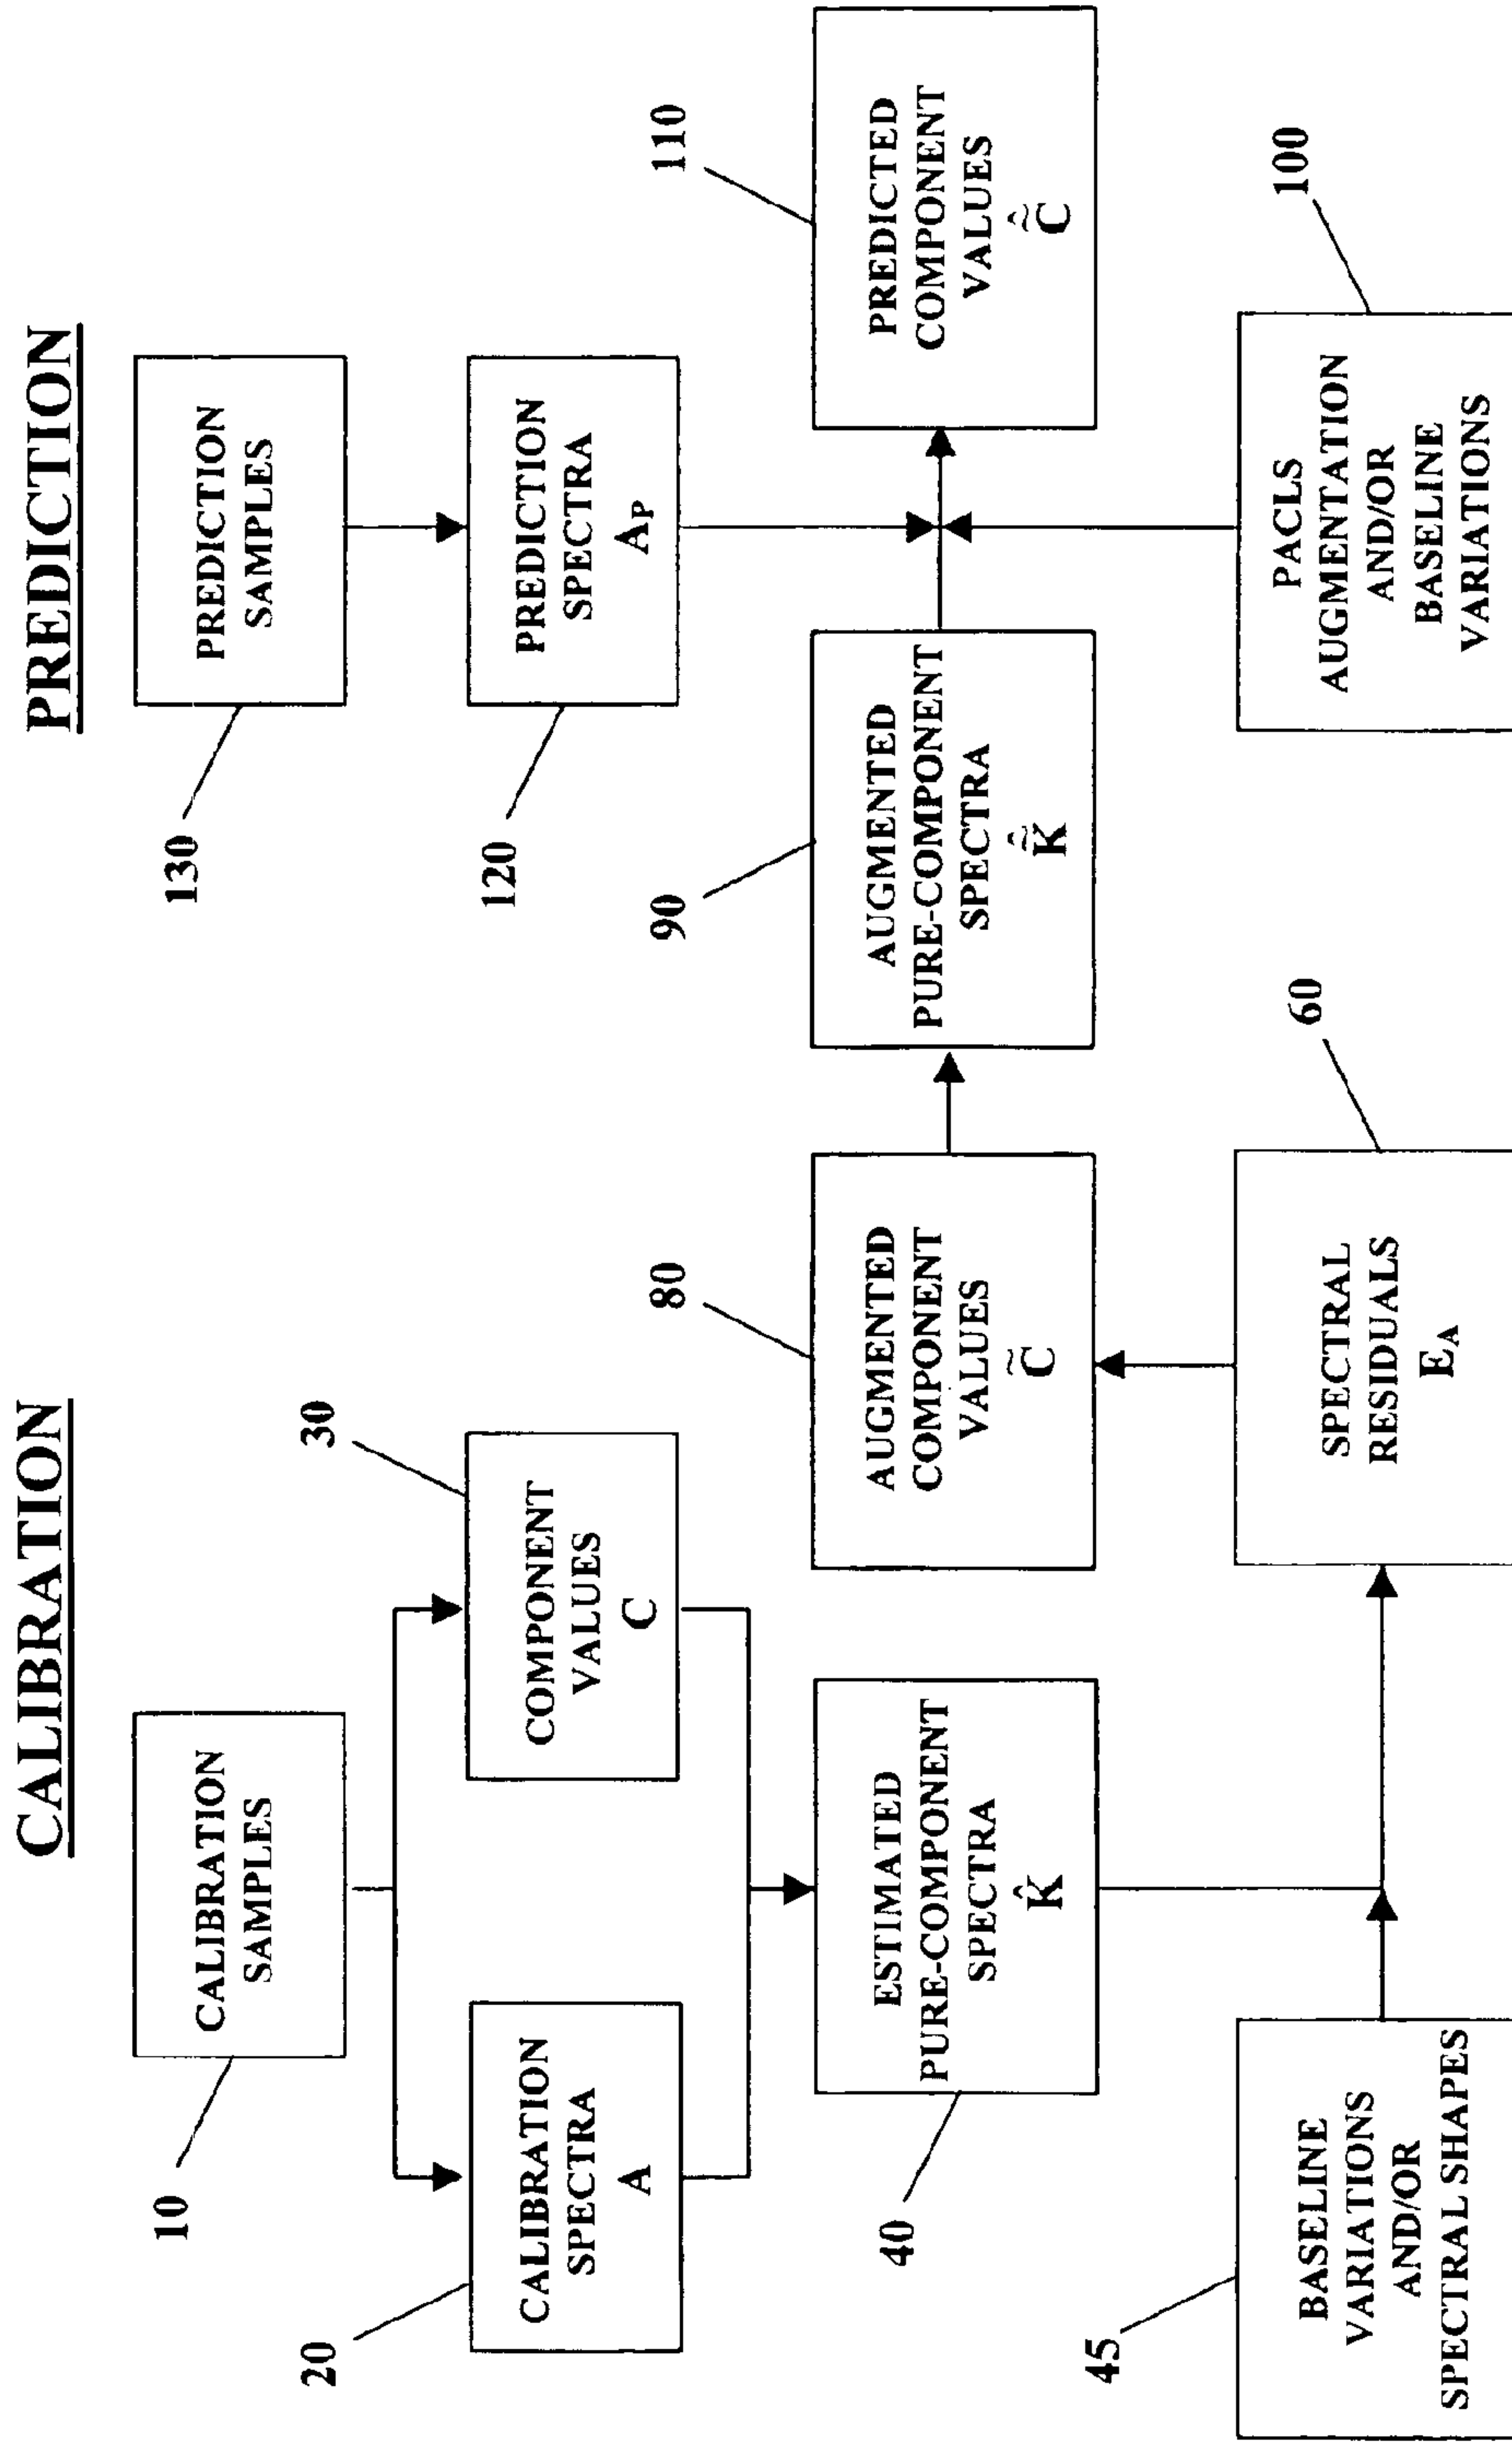 CALIBRATION
10
CALIBRATION
SAMPLES
20
CALIBRATION
SPECTRA
A
30
COMPONENT
VALUES
C
40
ESTIMATED
PURE-COMPONENT
SPECTRA
K̂
45
BASELINE
VARIATIONS
AND/OR
SPECTRAL SHAPES
60
SPECTRAL
RESIDUALS
E_A
80
AUGMENTED
COMPONENT
VALUES
C̃
PREDICTION
130
PREDICTION
SAMPLES
120
PREDICTION
SPECTRA
A_P
90
AUGMENTED
PURE-COMPONENT
SPECTRA
K̃̂
110
PREDICTED
COMPONENT
VALUES
C̃̂
100
PACLS
AUGMENTATION
AND/OR
BASELINE
VARIATIONS